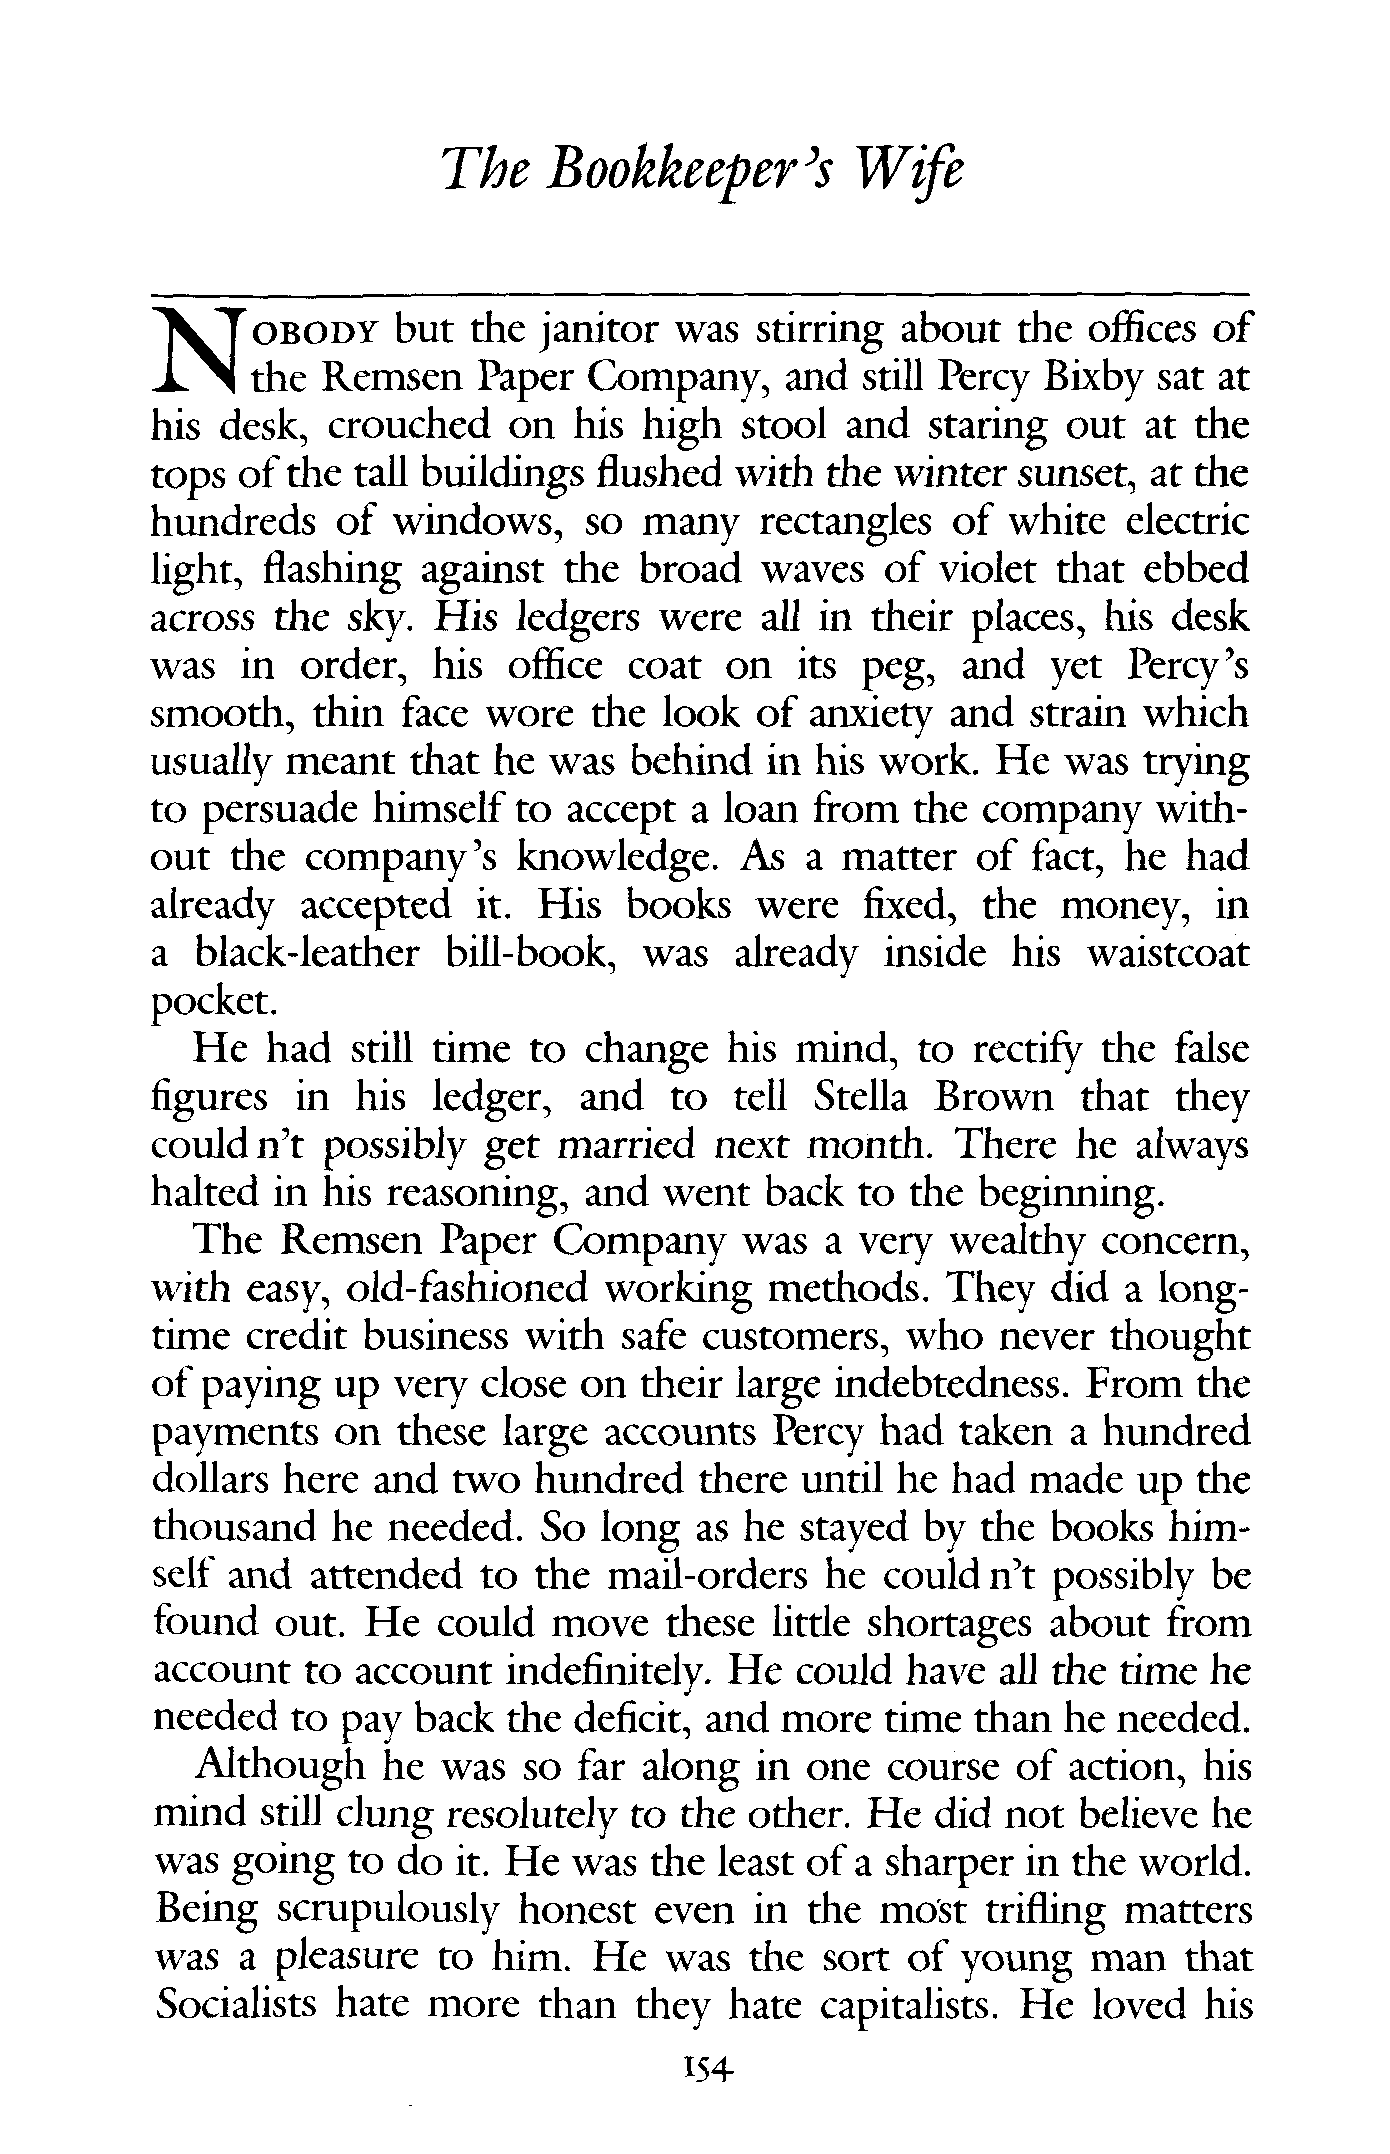 The Bookkeeper's Wife
NOBODY but the janitor was stirring about the offices of
the Remsen Paper Company, and still Percy Bixby sat at
his desk, crouched on his high stool and staring out at the
tops of the tall buildings flushed with the winter sunset, at the
hundreds of windows, so many rectangles of white electric
light, flashing against the broad waves of violet that ebbed
across the sky. His ledgers were all in their places, his desk
was in order, his office coat on its peg, and yet Percy's
smooth, thin face wore the look of anxiety and strain which
usually meant that he was behind in his work. He was trying
to persuade himself to accept a loan from the company with-
out the company's knowledge. As a matter of fact, he had
already accepted it. His books were fixed, the money, in
a black-leather bill-book, was already inside his waistcoat
pocket.
He had still time to change his mind, to rectify the false
figures in his ledger, and to tell Stella Brown that they
could n't possibly get married next month. There he always
halted in his reasoning, and went back to the beginning.
The Remsen Paper Company was a very wealthy concern,
with easy, old-fashioned working methods. They did a long-
time credit business with safe customers, who never thought
of paying up very close on their large indebtedness. From the
payments on these large accounts Percy had taken a hundred
dollars here and two hundred there until he had made up the
thousand he needed. So long as he stayed by the books him-
self and attended to the mail-orders he could n't possibly be
found out. He could move these little shortages about from
account to account indefinitely. He could have all the time he
needed to pay back the deficit, and more time than he needed.
Although he was so far along in one course of action, his
mind still clung resolutely to the other. He did not believe he
was going to do it. He was the least of a sharper in the world.
Being scrupulously honest even in the most trifling matters
was a pleasure to him. He was the sort of young man that
Socialists hate more than they hate capitalists. He loved his
154